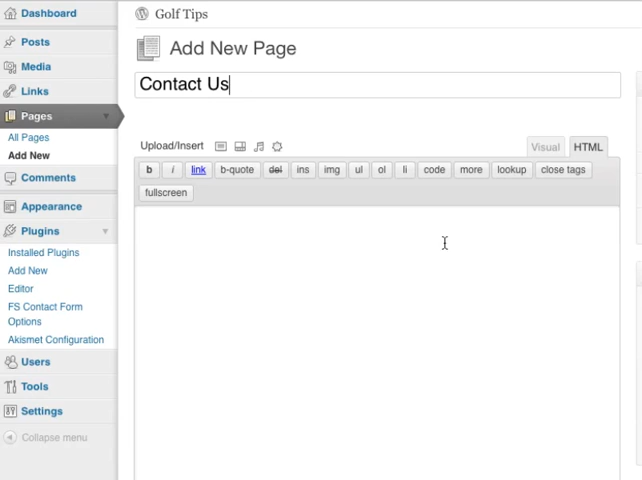 Dashboard
Posts
Media
Links
Pages
All Pages
Add New
Comments
Appearance
Plugins
Installed Plugins
Add New
Editor
FS Contact Form
Options
Akismet Configuration
Users
Tools
Settings
Collapse menu
Golf Tips
Add New Page
Contact Us
Upload/Insert
Visual HTML
b i link b-quote del ins img ul ol li code more lookup close tags
fullscreen